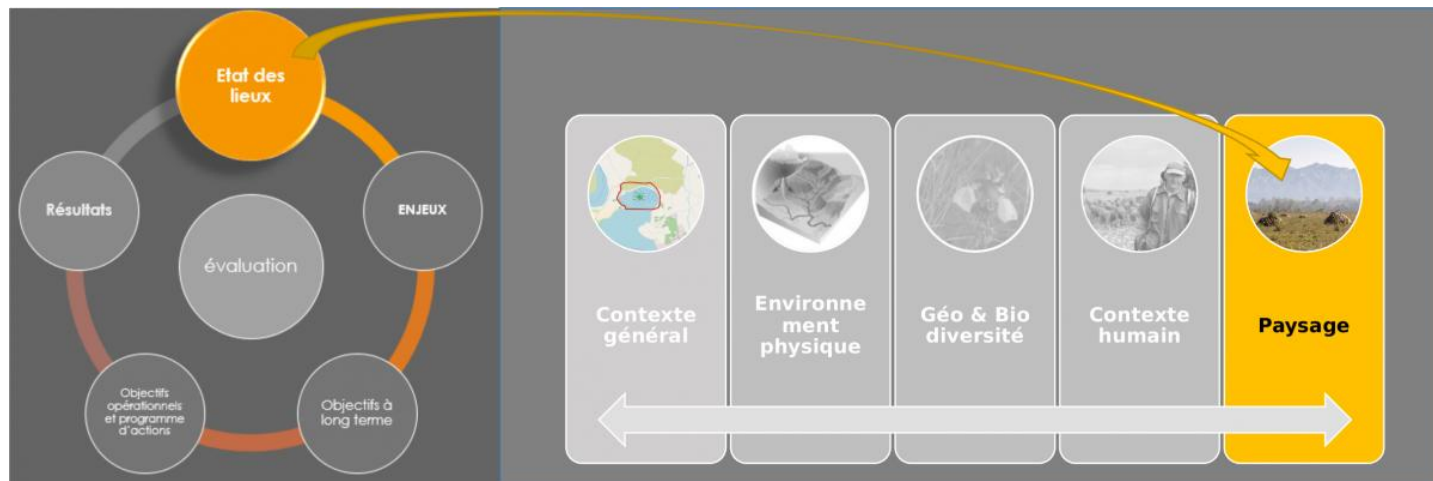 Etat des
lieux
Résultats
ENJEUX
évaluation
Objectifs
opérationnels
et programme
d'actions
Objectifs à
long terme
Contexte
général
Environne
ment
physique
Géo & Bio
diversité
Contexte
humain
Paysage